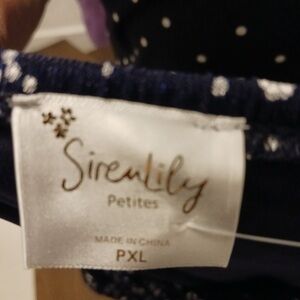 SirenLily
Petites
MADE IN CHINA
PXL